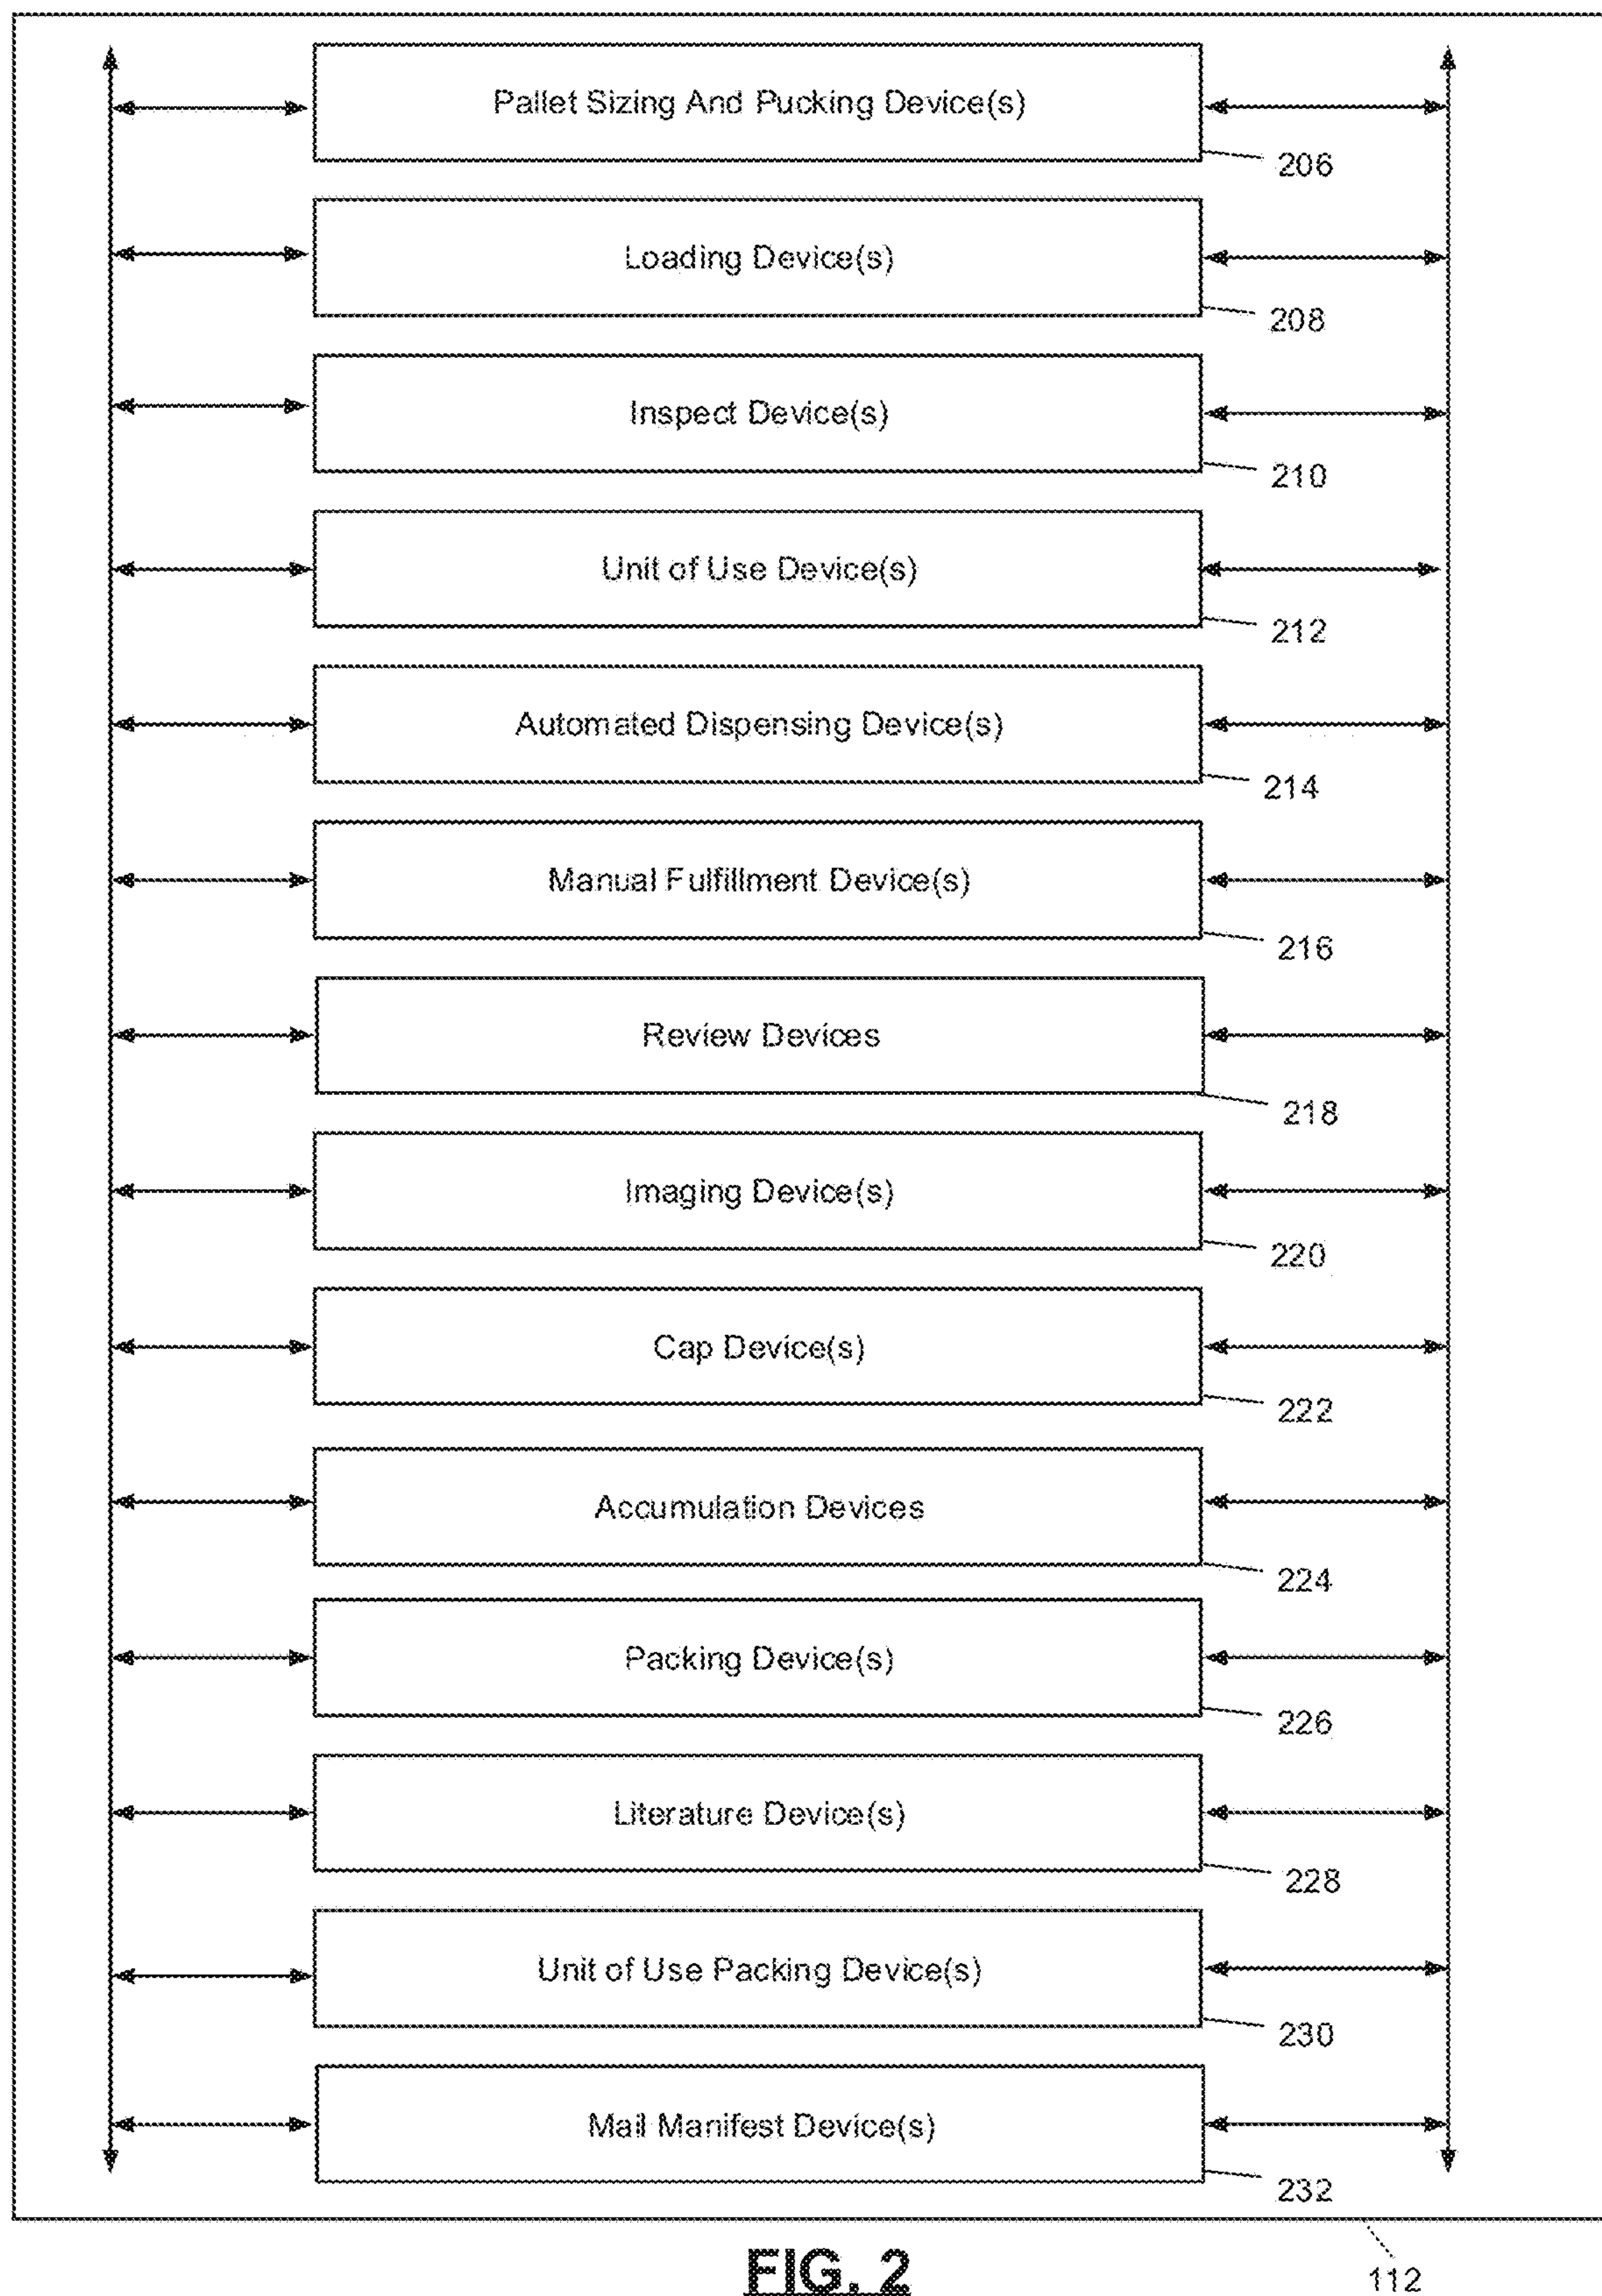 Pallet Sizing And Pucking Device(s)
206
Loading Device(s)
208
Inspect Device(s)
210
Unit of Use Device(s)
212
Automated Dispensing Device(s)
214
Manual Fulfillment Device(s)
216
Review Devices
218
Imaging Device(s)
220
Cap Device(s)
222
Accumulation Devices
224
Packing Device(s)
226
Literature Device(s)
228
Unit of Use Packing Device(s)
230
Mail Manifest Device(s)
232
FIG. 2
112